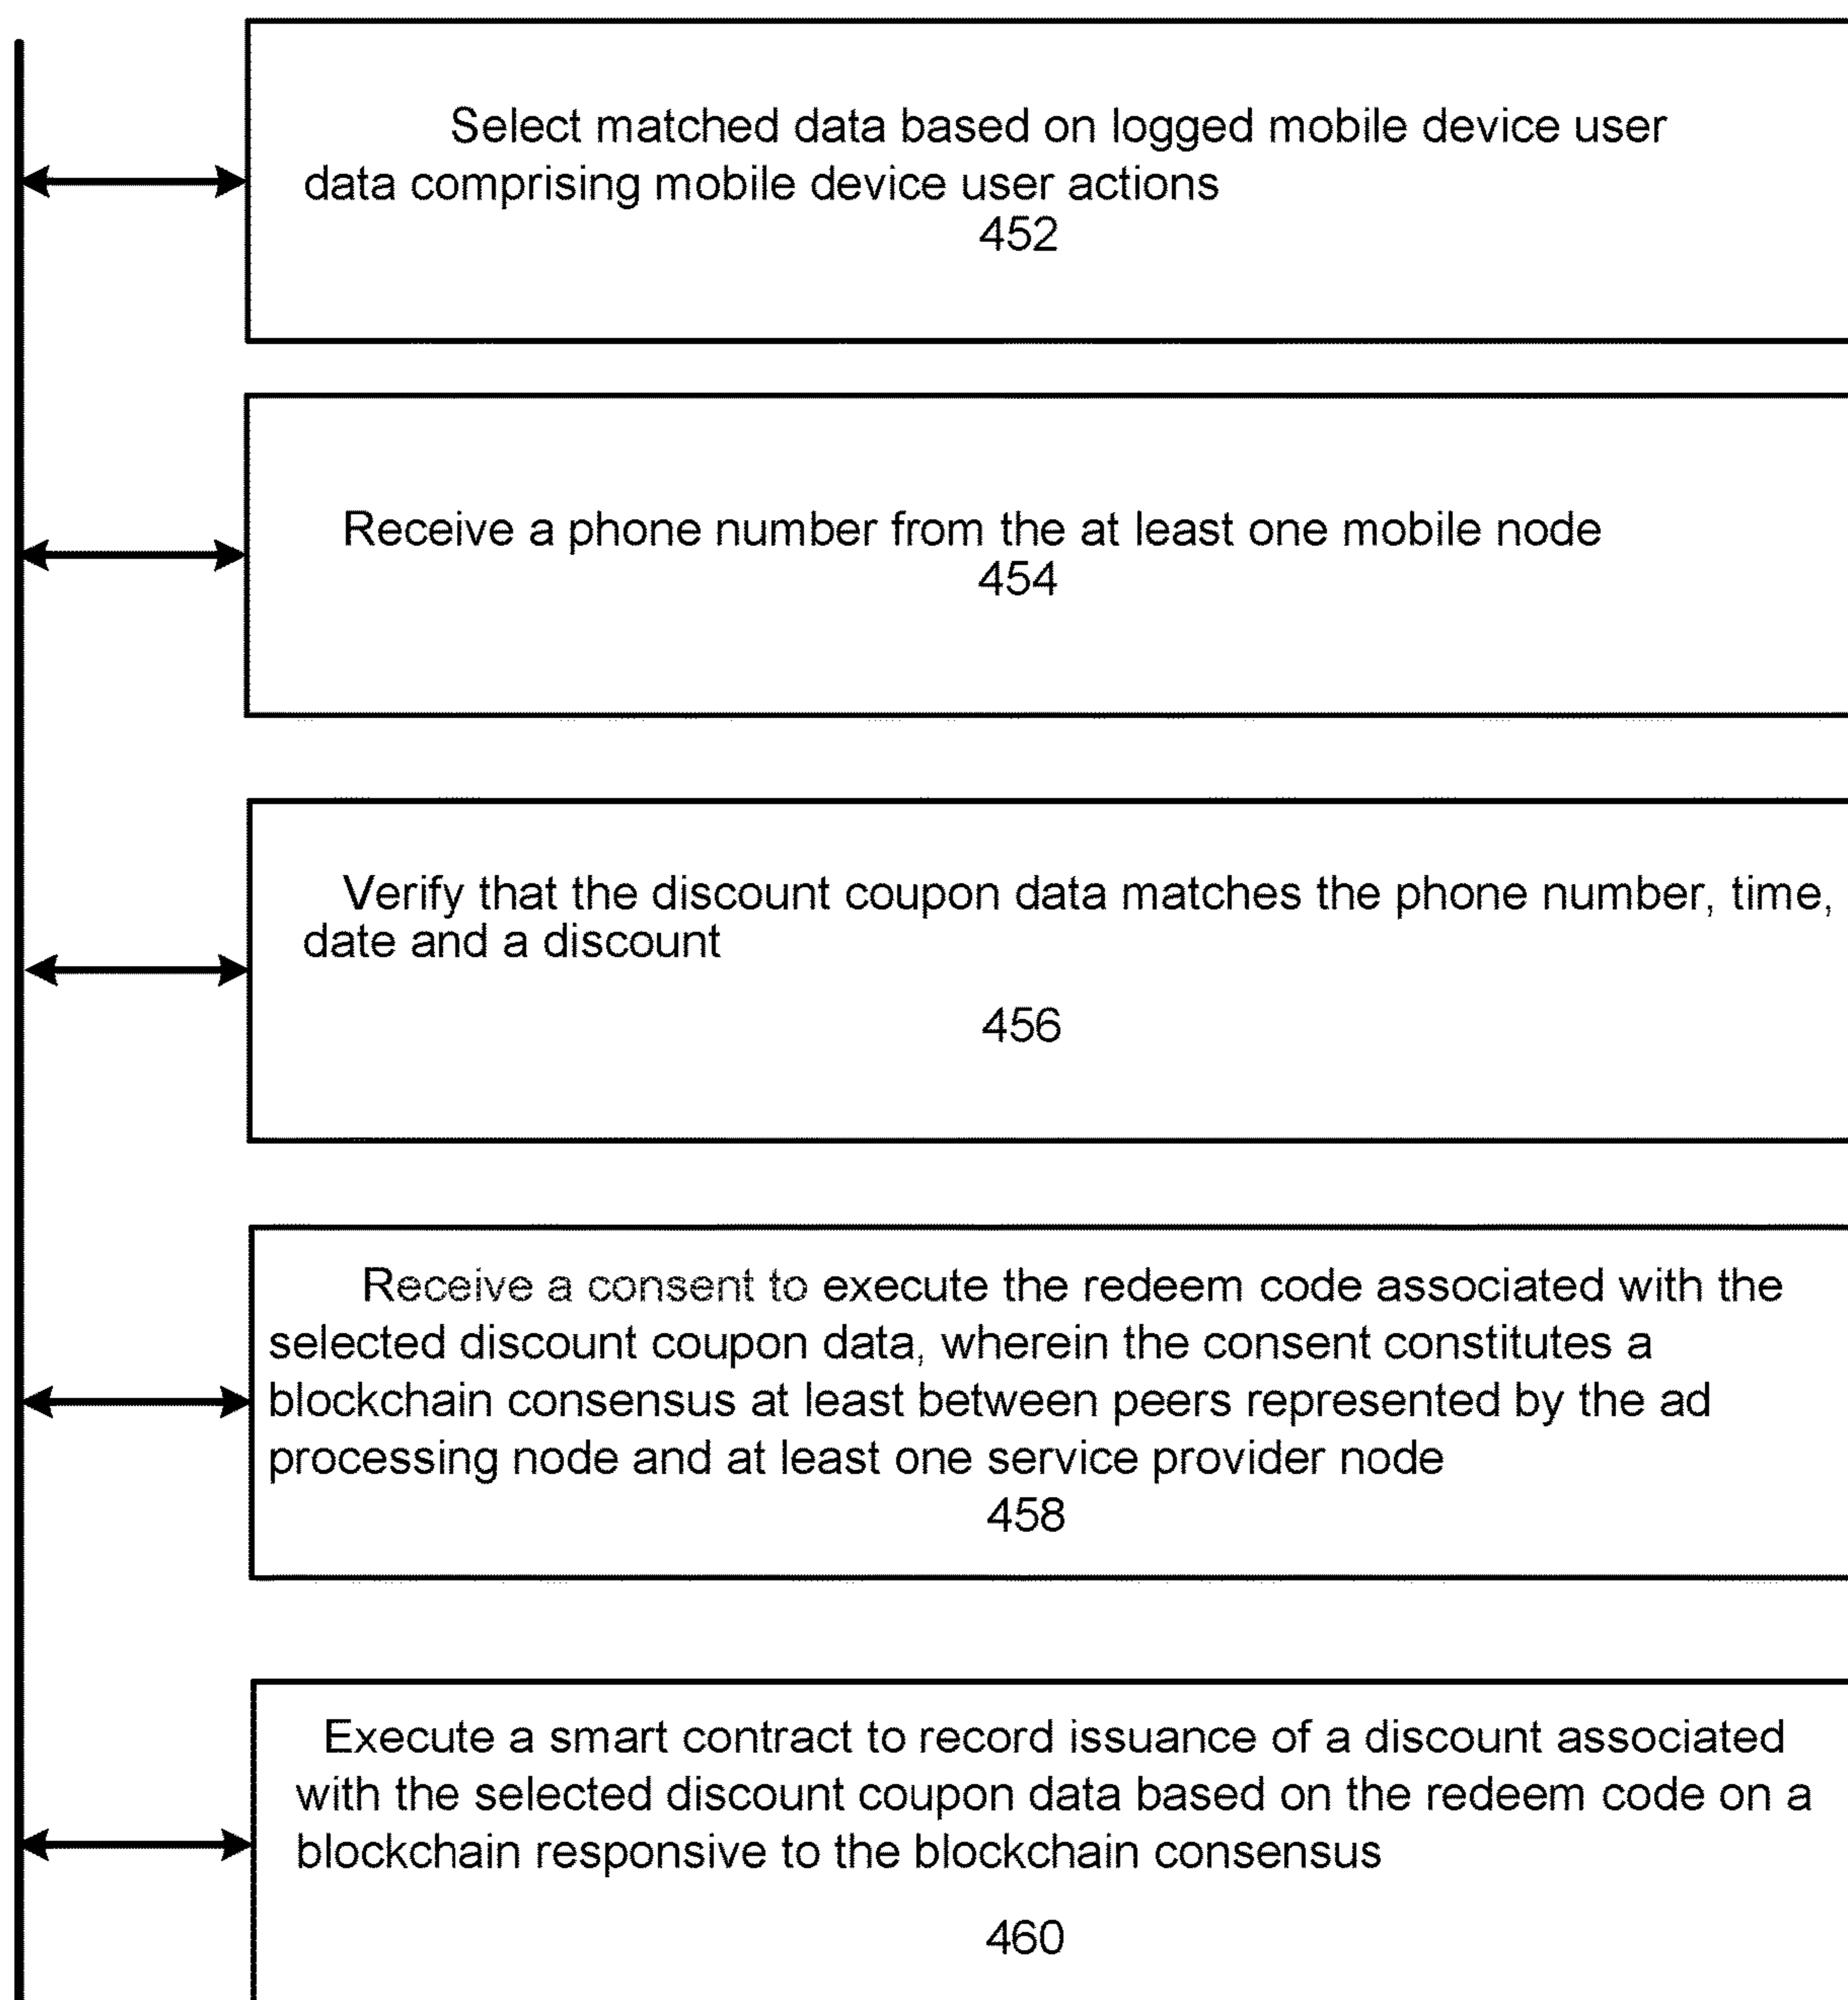 Select matched data based on logged mobile device user
data comprising mobile device user actions
452
Receive a phone number from the at least one mobile node
454
Verify that the discount coupon data matches the phone number, time,
date and a discount
456
Receive a consent to execute the redeem code associated with the
selected discount coupon data, wherein the consent constitutes a
blockchain consensus at least between peers represented by the ad
processing node and at least one service provider node
458
Execute a smart contract to record issuance of a discount associated
with the selected discount coupon data based on the redeem code on a
blockchain responsive to the blockchain consensus
460